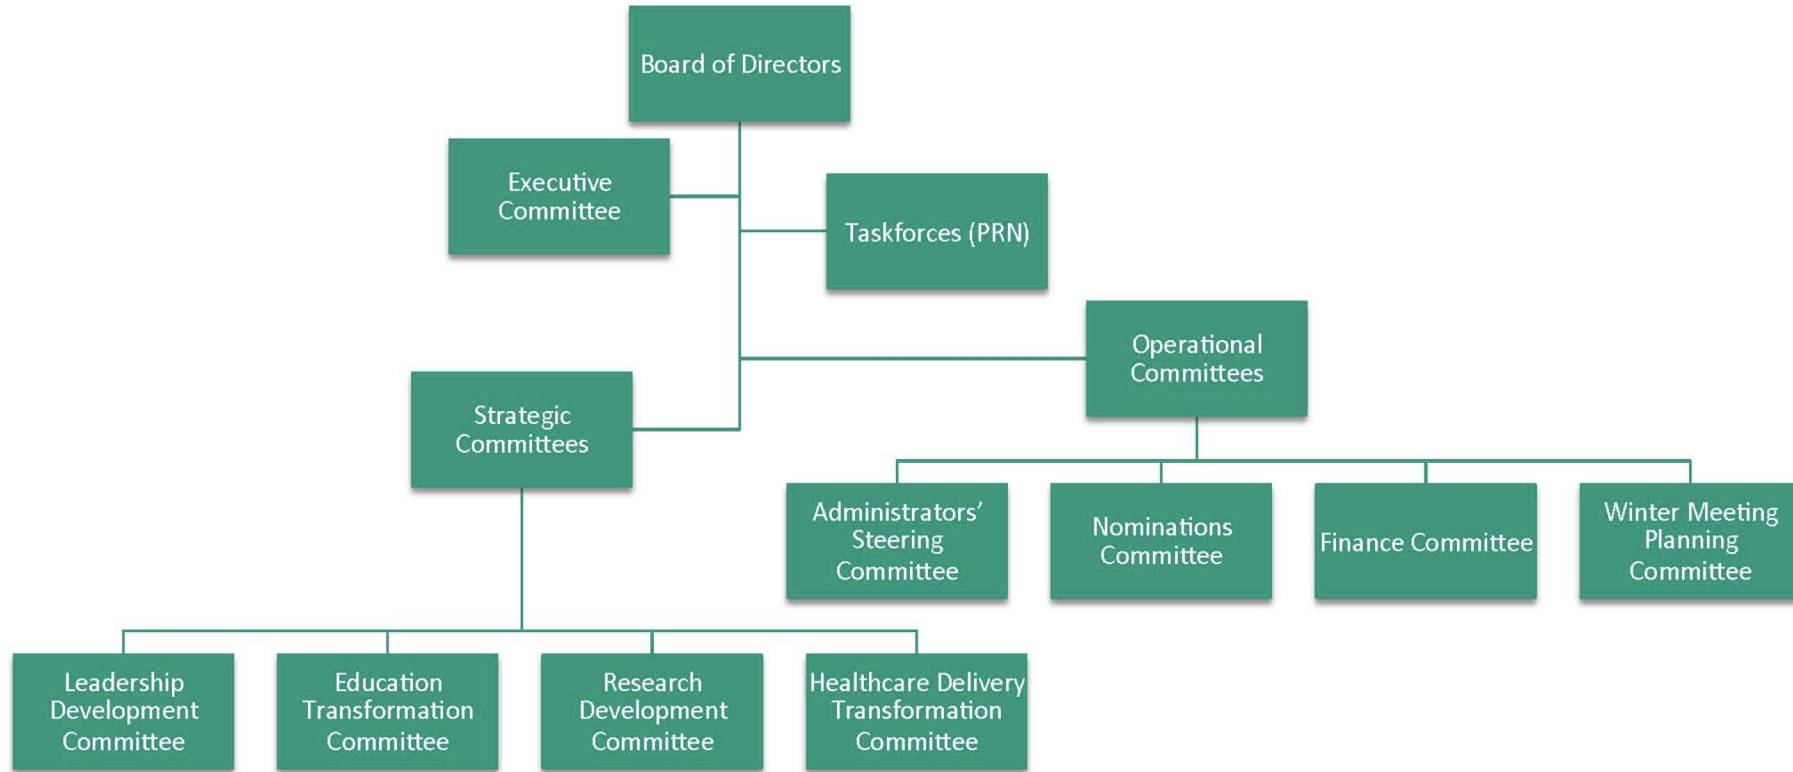 Board of Directors
Executive
Committee
Taskforces (PRN)
Operational
Committees
Strategic
Committees
Administrators’
Steering
Committee
Nominations
Committee
Finance Committee
Winter Meeting
Planning
Committee
Leadership
Development
Committee
Education
Transformation
Committee
Research
Development
Committee
Healthcare Delivery
Transformation
Committee